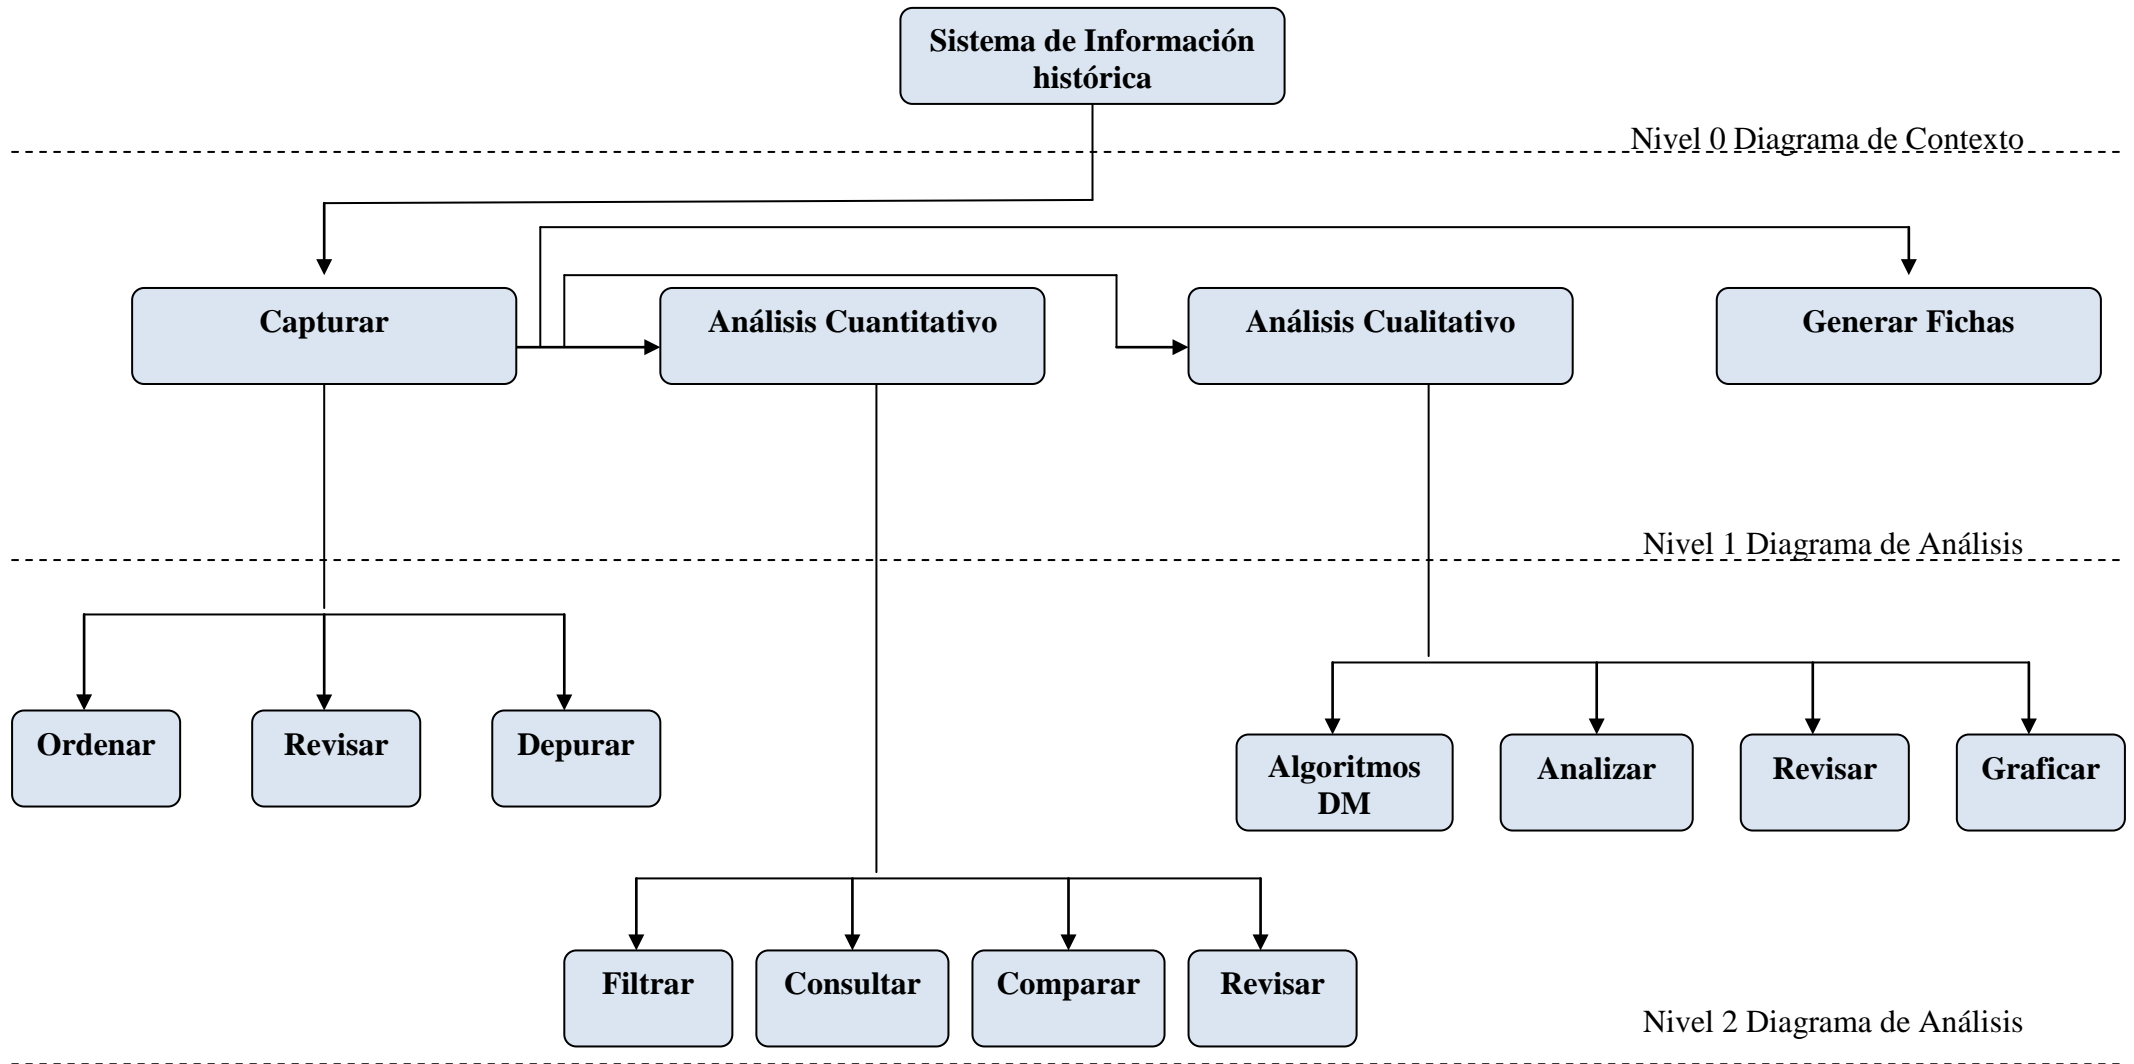 Sistema de Información
histórica
Nivel 0 Diagrama de Contexto
Capturar
Análisis Cuantitativo
Análisis Cualitativo
Generar Fichas
Nivel 1 Diagrama de Análisis
Ordenar
Revisar
Depurar
Algoritmos
DM
Analizar
Revisar
Graficar
Filtrar
Consultar
Comparar
Revisar
Nivel 2 Diagrama de Análisis